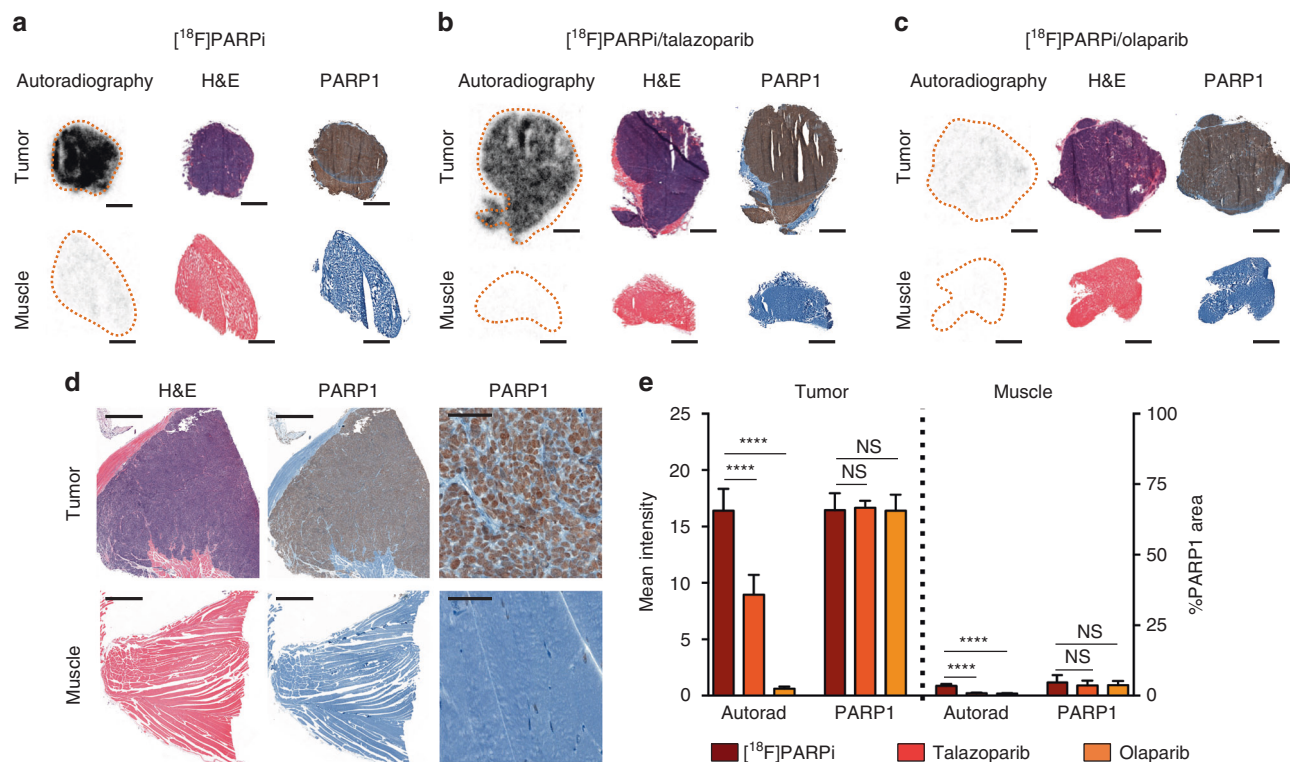 a
[¹⁸F]PARPi
Autoradiography H&E PARP1
Tumor
Muscle
b
[¹⁸F]PARPi/talazoparib
Autoradiography H&E PARP1
Tumor
Muscle
c
[¹⁸F]PARPi/olaparib
Autoradiography H&E PARP1
Tumor
Muscle
d
H&E PARP1 PARP1
Tumor
Muscle
e
Tumor Muscle
Mean intensity
25
20
15
10
5
0
%PARP1 area
100
75
50
25
0
****
****
NS
NS
****
****
NS
NS
Autorad PARP1 Autorad PARP1
[¹⁸F]PARPi Talazoparib Olaparib